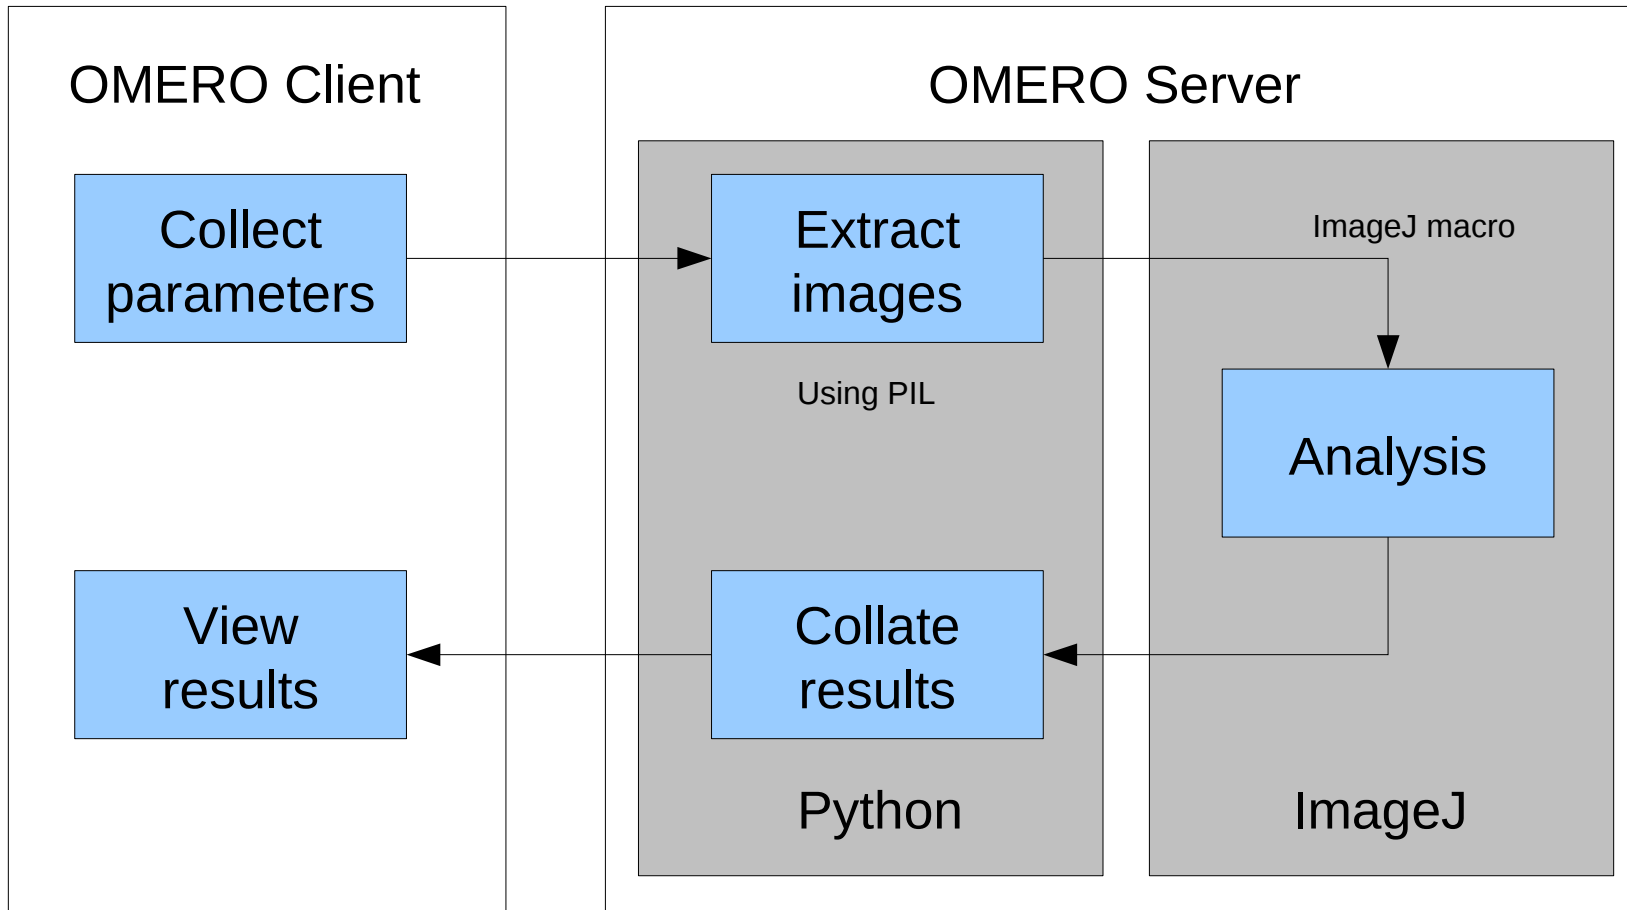 OMERO Client
OMERO Server
Collect
parameters
Extract
images
ImageJ macro
Using PIL
Analysis
View
results
Collate
results
Python
ImageJ